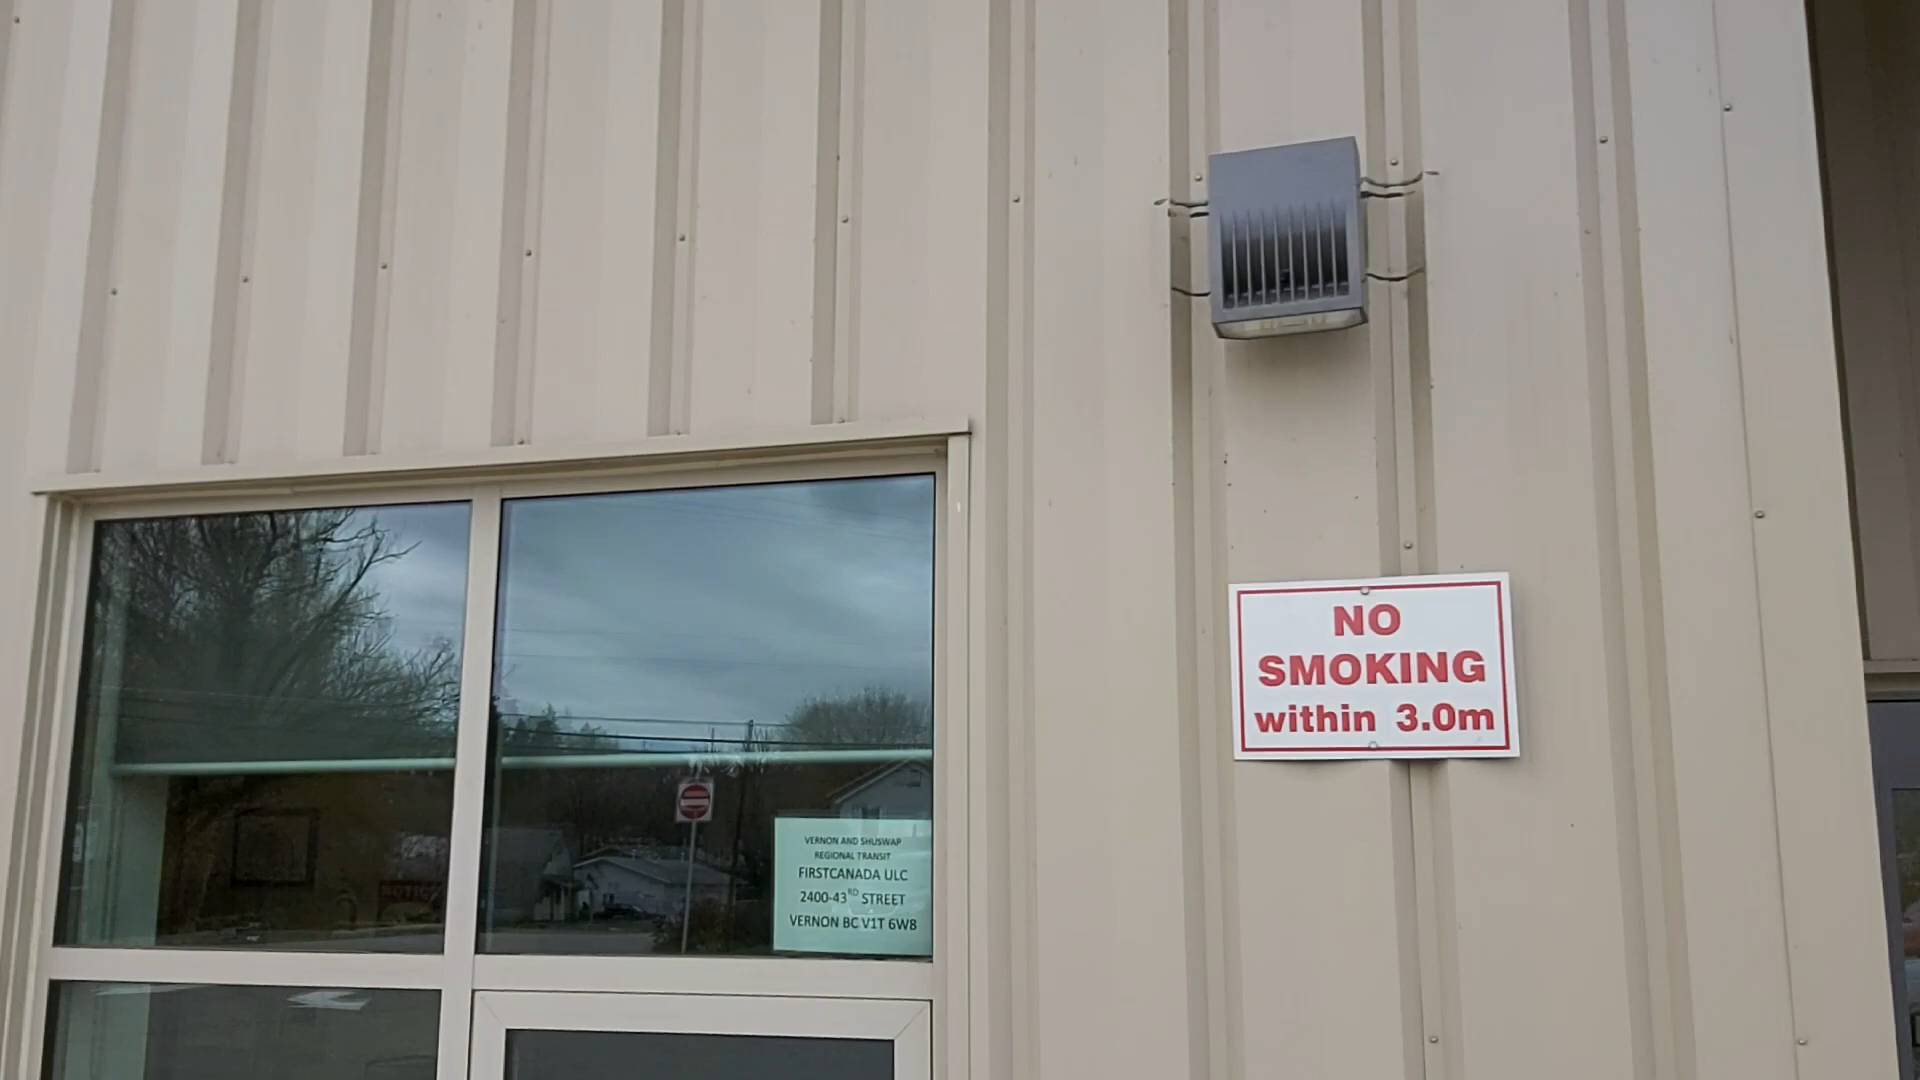 NO
SMOKING
within 3.0m
VERNON AND SHUSWAP
REGIONAL TRANSIT
FIRSTCANADA ULC
2400-43RD STREET
VERNON BC V1T 6W8
NOTICE